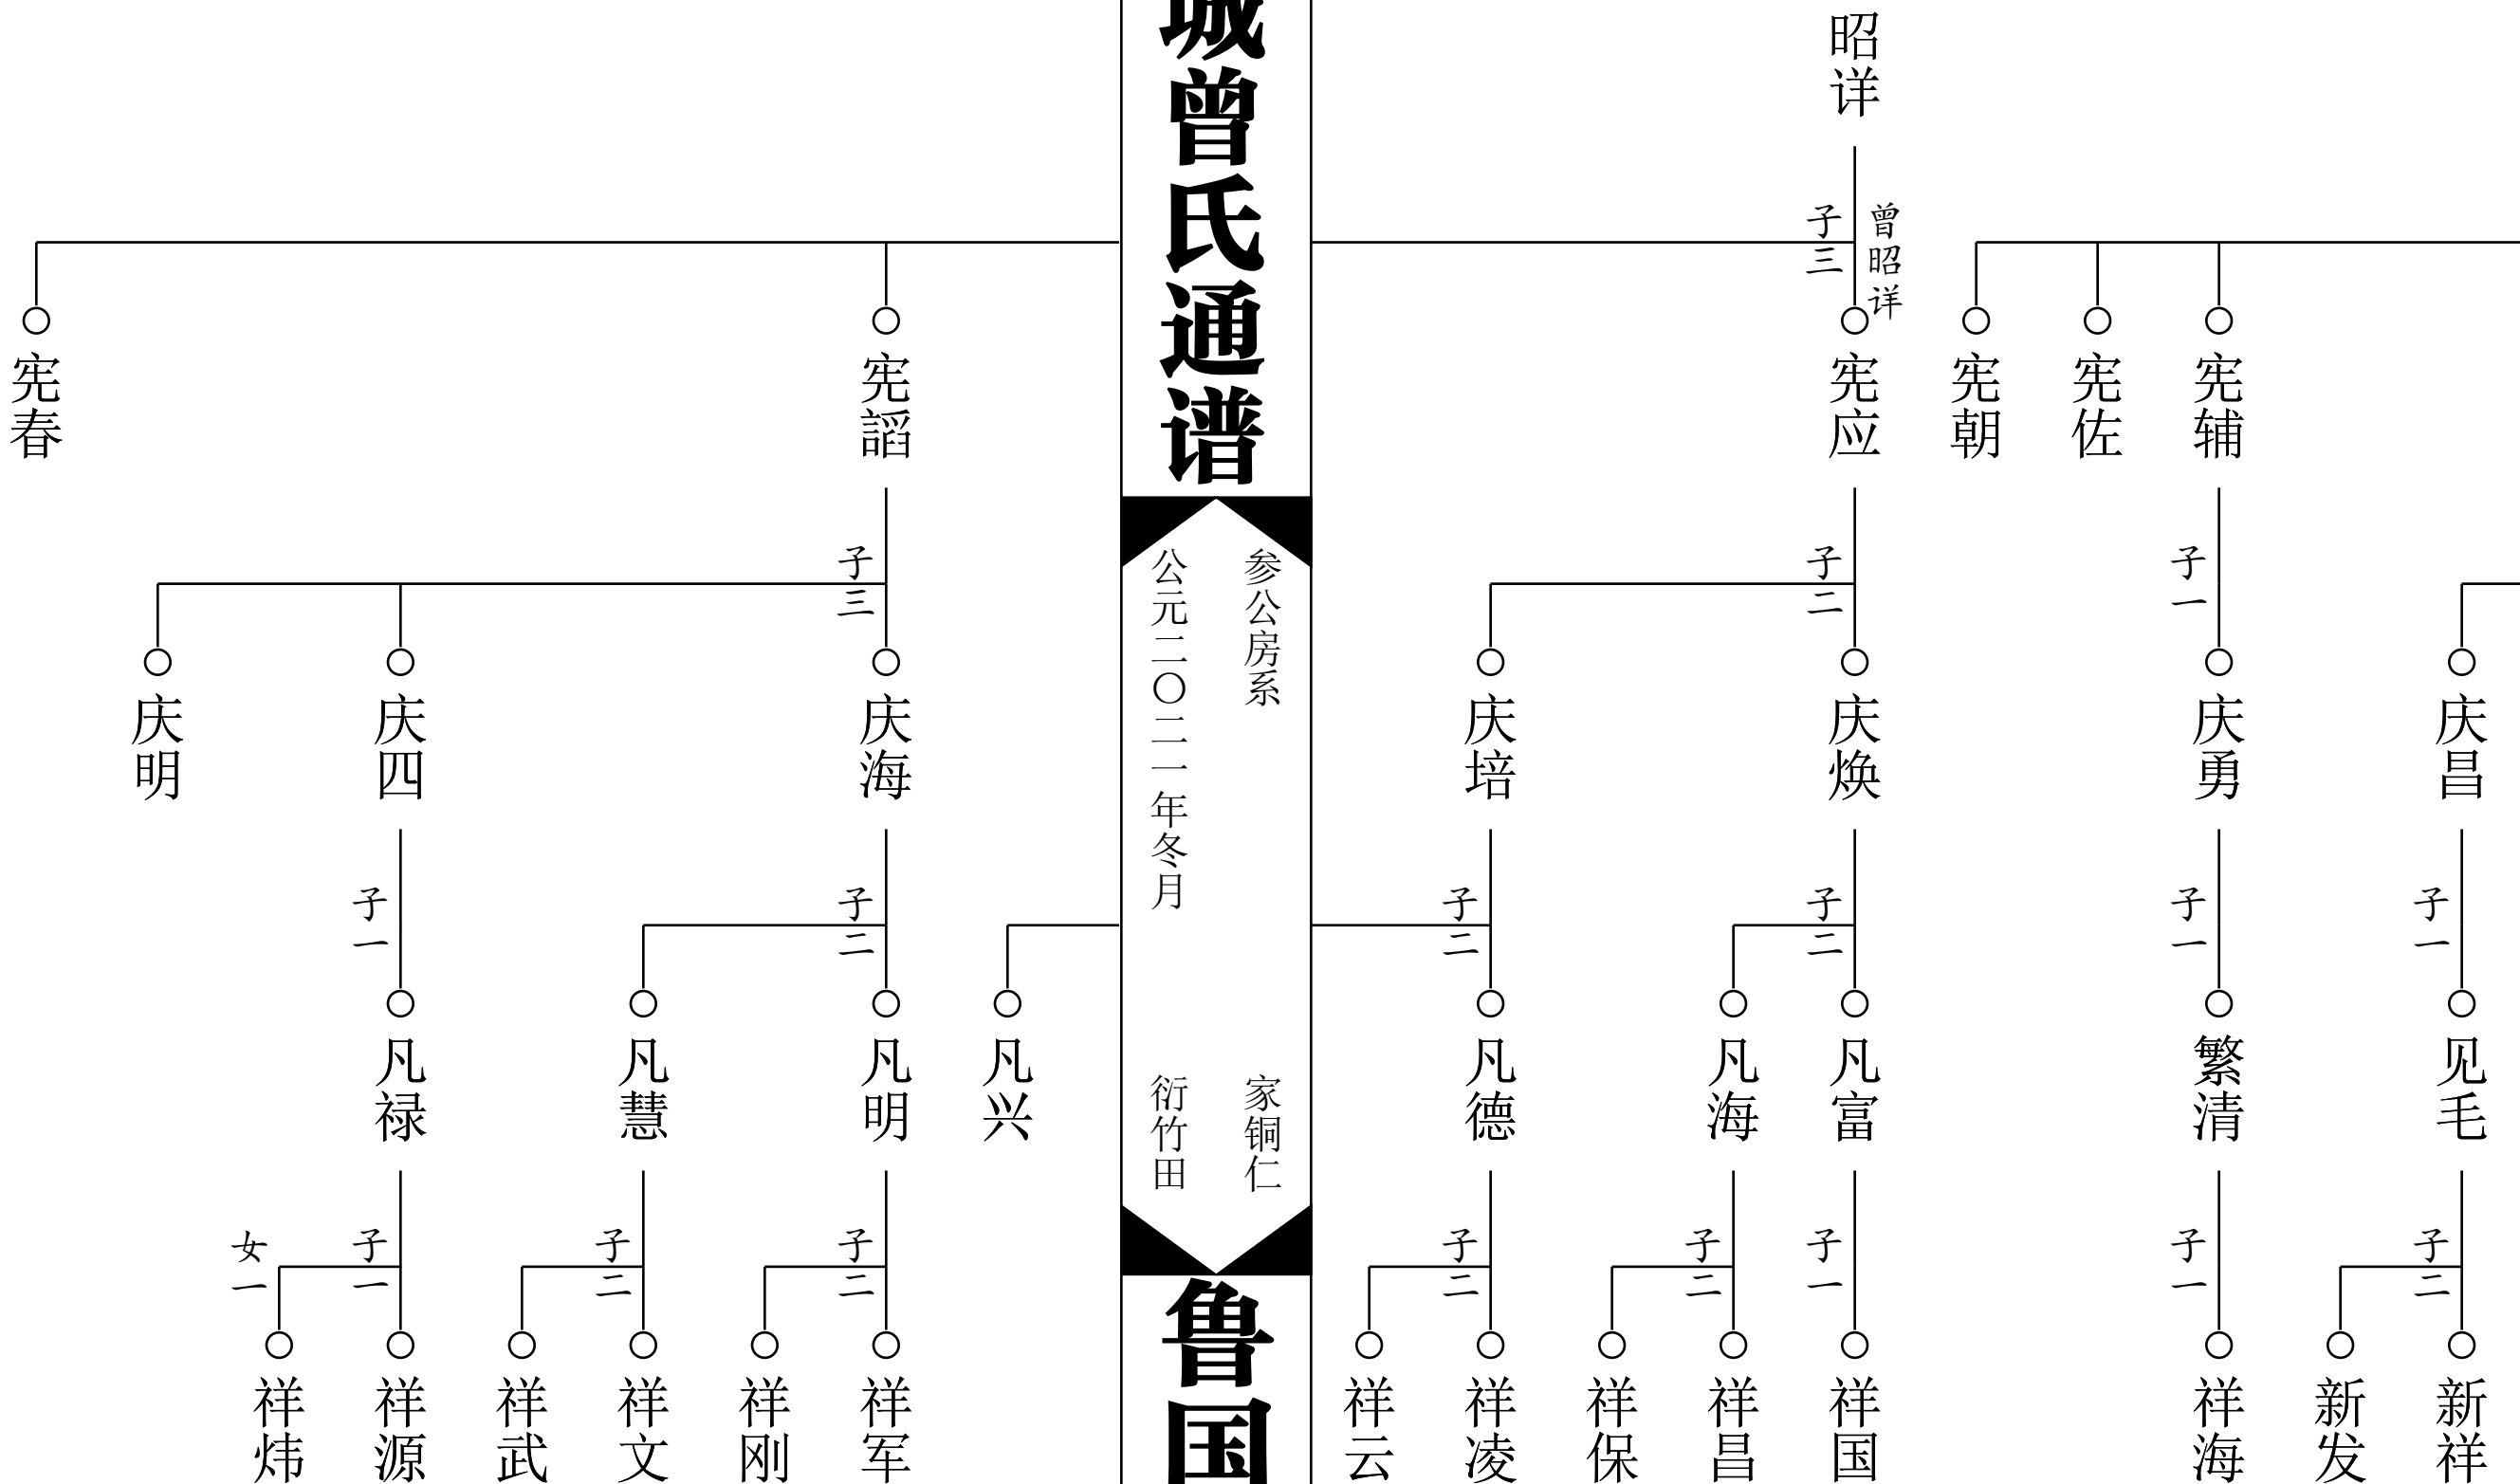 昭详
子三
曾昭详
宪应
宪朝
宪佐
宪辅
宪謟
宪春
子二
子一
子三
庆昌
庆勇
庆焕
庆培
庆海
庆四
庆明
子一
子一
子二
子二
子二
子一
见毛
繁清
凡富
凡海
凡德
凡兴
凡明
凡慧
凡禄
子二
子一
子一
子二
子二
子二
子二
子一
女一
新祥
新发
祥海
祥国
祥昌
祥保
祥凌
祥云
祥军
祥刚
祥文
祥武
祥源
祥炜
城曾氏通谱
参公房系
家铜仁
公元二〇二一年冬月
衍竹田
鲁国